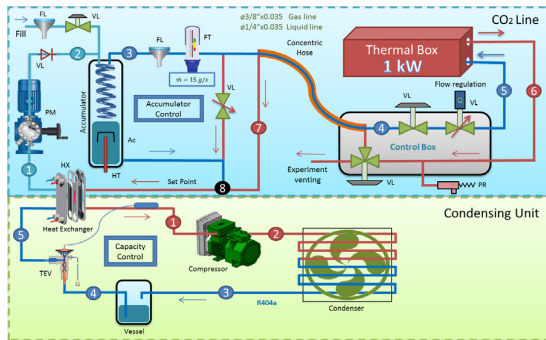 FL
VL
Fill
ø3/8"x0.035 Gas line
ø1/4"x0.035 Liquid line
CO₂ Line
VL
2
3
FL
FT
ṁ = 15 g/s
Concentric
Hose
Thermal Box
1 kW
Flow regulation
VL
VL
5
6
PM
Accumulator
Accumulator
Control
VL
7
4
Control Box
Ac
HT
1
HX
Set Point
8
Experiment
venting
VL
PR
Heat Exchanger
Condensing Unit
5
1
2
Capacity
Control
TEV
Compressor
4
3
R404a
Vessel
Condenser